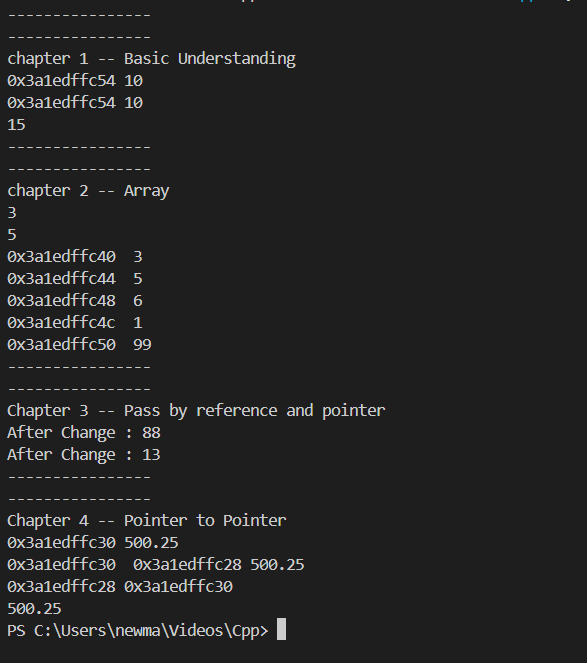 ----------------
----------------
chapter 1 -- Basic Understanding
0x3a1edffc54 10
0x3a1edffc54 10
15
----------------
----------------
chapter 2 -- Array
3
5
0x3a1edffc40  3
0x3a1edffc44  5
0x3a1edffc48  6
0x3a1edffc4c  1
0x3a1edffc50  99
----------------
----------------
Chapter 3 -- Pass by reference and pointer
After Change : 88
After Change : 13
----------------
----------------
Chapter 4 -- Pointer to Pointer
0x3a1edffc30 500.25
0x3a1edffc30  0x3a1edffc28 500.25
0x3a1edffc28 0x3a1edffc30
500.25
PS C:\Users\newma\Videos\Cpp>